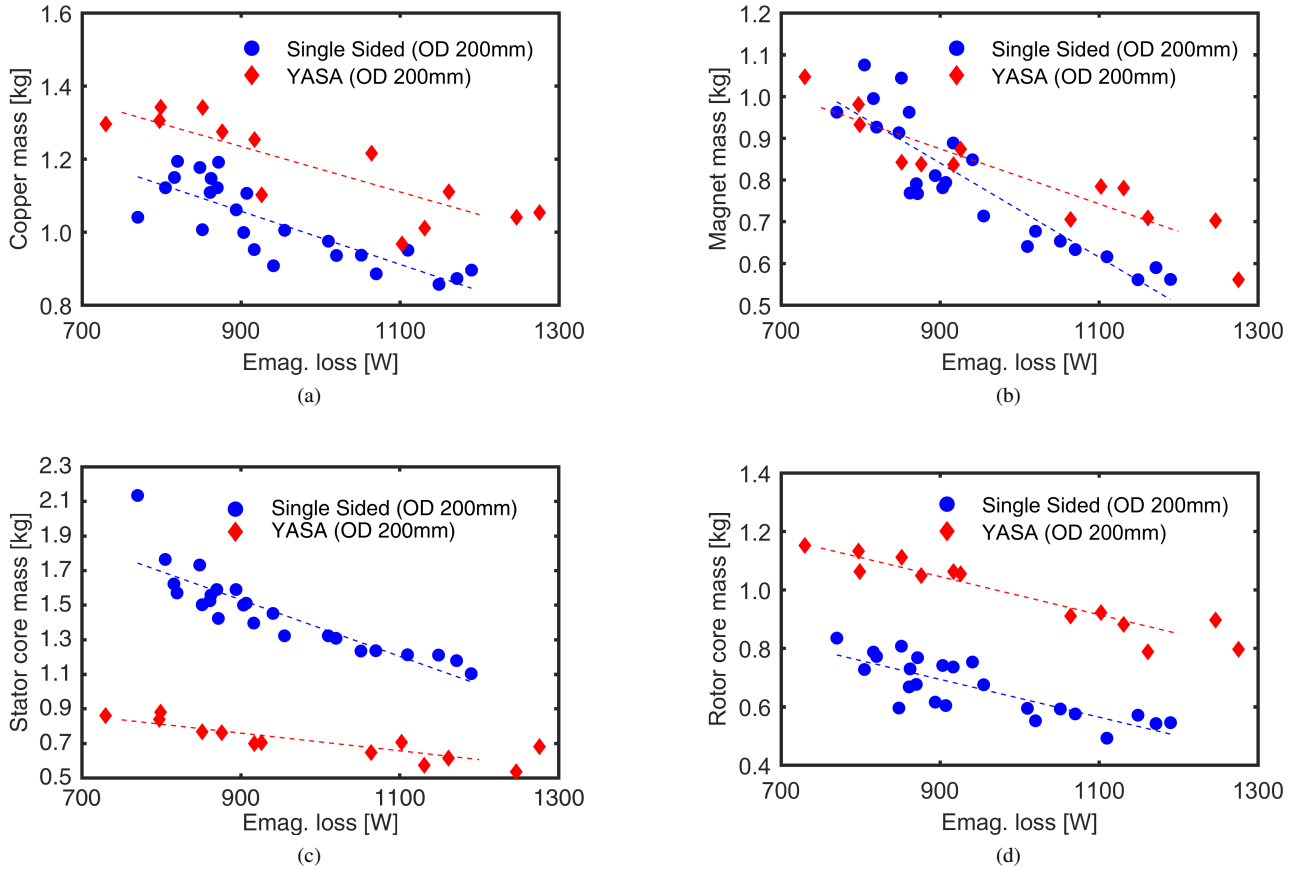 1.6
1.4
1.2
1.0
0.8
Copper mass [kg]
Single Sided (OD 200mm)
YASA (OD 200mm)
700 900 1100 1300
Emag. loss [W]
(a)
1.2
1.1
1.0
0.9
0.8
0.7
0.6
0.5
Magnet mass [kg]
Single Sided (OD 200mm)
YASA (OD 200mm)
700 900 1100 1300
Emag. loss [W]
(b)
2.3
2.1
1.9
1.7
1.5
1.3
1.1
0.9
0.7
0.5
Stator core mass [kg]
Single Sided (OD 200mm)
YASA (OD 200mm)
700 900 1100 1300
Emag. loss [W]
(c)
1.4
1.2
1.0
0.8
0.6
0.4
Rotor core mass [kg]
Single Sided (OD 200mm)
YASA (OD 200mm)
700 900 1100 1300
Emag. loss [W]
(d)